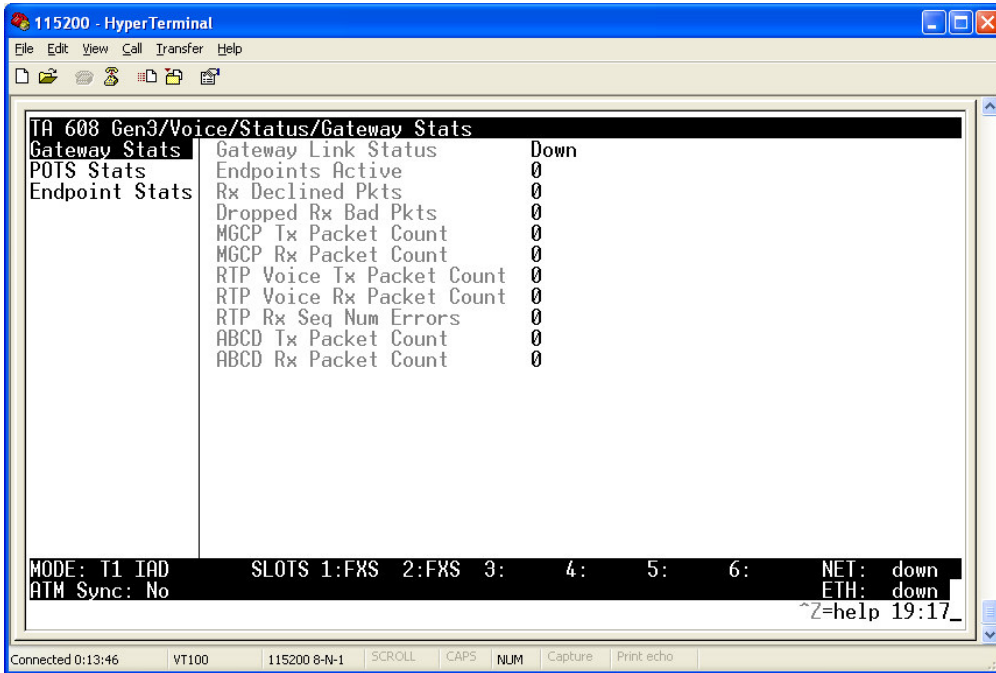 115200 - HyperTerminal
File Edit View Call Transfer Help
TA 608 Gen3/Voice/Status/Gateway Stats
Gateway Stats Gateway Link Status Down
POTS Stats Endpoints Active 0
Endpoint Stats Rx Declined Pkts 0
Dropped Rx Bad Pkts 0
MGCP Tx Packet Count 0
MGCP Rx Packet Count 0
RTP Voice Tx Packet Count 0
RTP Voice Rx Packet Count 0
RTP Rx Seq Num Errors 0
ABCD Tx Packet Count 0
ABCD Rx Packet Count 0
MODE: T1 IAD SLOTS 1:FXS 2:FXS 3: 4: 5: 6: NET: down
ATM Sync: No ETH: down
^Z=help 19:17_
Connected 0:13:46 VT100 115200 8-N-1 SCROLL CAPS NUM Capture Print echo